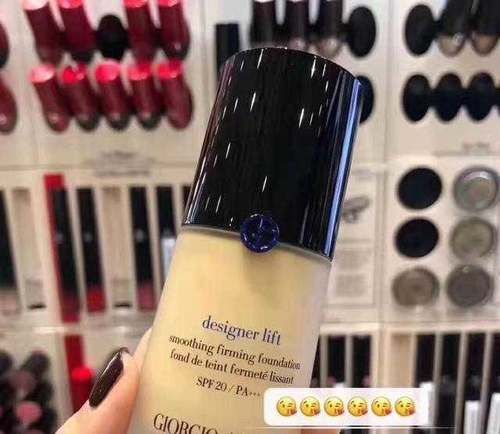 designer lift
smoothing firming foundation
fond de teint fermeté lissant
SPF 20 / PA+++
GIORGIO